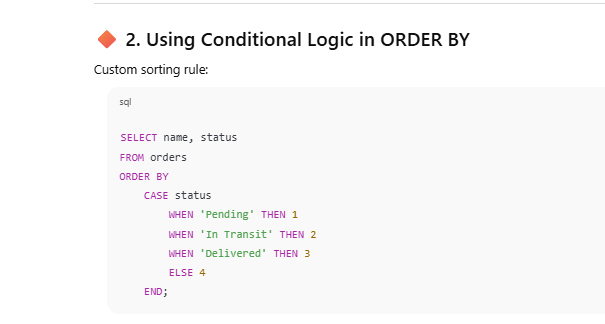 2. Using Conditional Logic in ORDER BY
Custom sorting rule:
sql
SELECT name, status
FROM orders
ORDER BY
    CASE status
        WHEN 'Pending' THEN 1
        WHEN 'In Transit' THEN 2
        WHEN 'Delivered' THEN 3
        ELSE 4
    END;